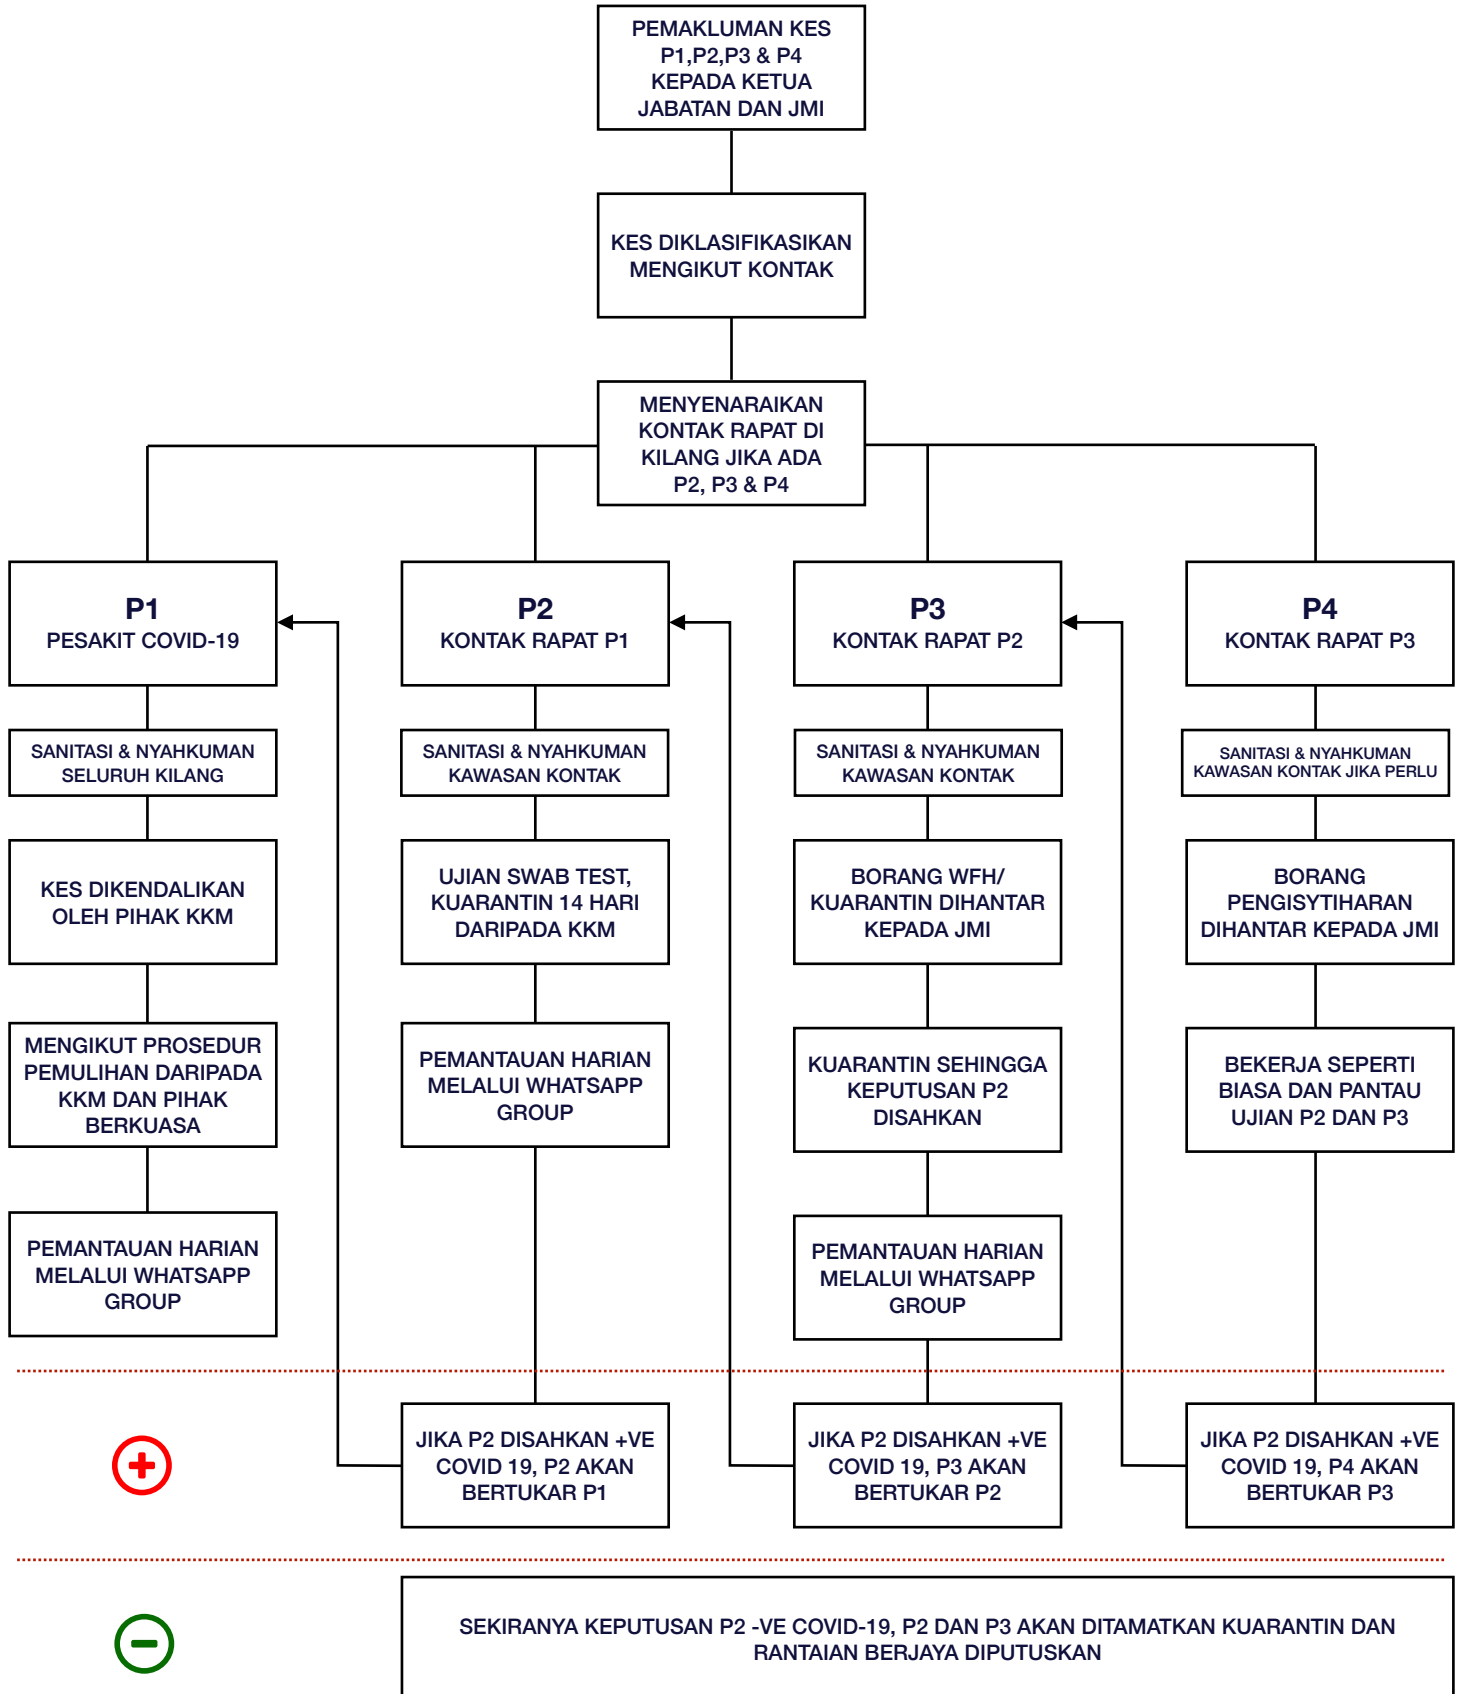 PEMAKLUMAN KES
P1,P2,P3 & P4
KEPADA KETUA
JABATAN DAN JMI
KES DIKLASIFIKASIKAN
MENGIKUT KONTAK
MENYENARAIKAN
KONTAK RAPAT DI
KILANG JIKA ADA
P2, P3 & P4
P1
PESAKIT COVID-19
P2
KONTAK RAPAT P1
P3
KONTAK RAPAT P2
P4
KONTAK RAPAT P3
SANITASI & NYAHKUMAN
SELURUH KILANG
SANITASI & NYAHKUMAN
KAWASAN KONTAK
SANITASI & NYAHKUMAN
KAWASAN KONTAK
SANITASI & NYAHKUMAN
KAWASAN KONTAK JIKA PERLU
KES DIKENDALIKAN
OLEH PIHAK KKM
UJIAN SWAB TEST,
KUARANTIN 14 HARI
DARIPADA KKM
BORANG WFH/
KUARANTIN DIHANTAR
KEPADA JMI
BORANG
PENGISYTIHARAN
DIHANTAR KEPADA JMI
MENGIKUT PROSEDUR
PEMULIHAN DARIPADA
KKM DAN PIHAK
BERKUASA
PEMANTAUAN HARIAN
MELALUI WHATSAPP
GROUP
KUARANTIN SEHINGGA
KEPUTUSAN P2
DISAHKAN
BEKERJA SEPERTI
BIASA DAN PANTAU
UJIAN P2 DAN P3
PEMANTAUAN HARIAN
MELALUI WHATSAPP
GROUP
PEMANTAUAN HARIAN
MELALUI WHATSAPP
GROUP
JIKA P2 DISAHKAN +VE
COVID 19, P2 AKAN
BERTUKAR P1
JIKA P2 DISAHKAN +VE
COVID 19, P3 AKAN
BERTUKAR P2
JIKA P2 DISAHKAN +VE
COVID 19, P4 AKAN
BERTUKAR P3
SEKIRANYA KEPUTUSAN P2 -VE COVID-19, P2 DAN P3 AKAN DITAMATKAN KUARANTIN DAN
RANTAIAN BERJAYA DIPUTUSKAN